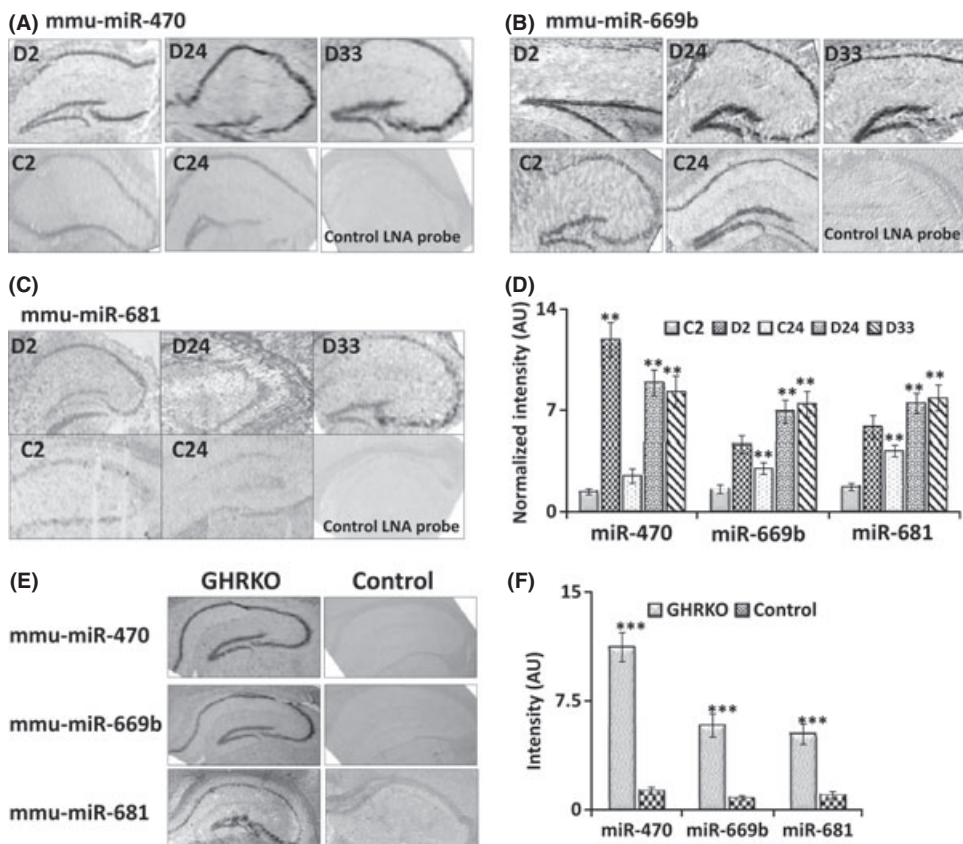 (A) mmu-miR-470
D2
D24
D33
C2
C24
Control LNA probe
(B) mmu-miR-669b
D2
D24
D33
C2
C24
Control LNA probe
(C)
mmu-miR-681
D2
D24
D33
C2
C24
Control LNA probe
(D)
Normalized intensity (AU)
14
7
0
C2 D2 C24 D24 D33
**
** **
**
** **
**
** **
miR-470 miR-669b miR-681
(E)
GHRKO Control
mmu-miR-470
mmu-miR-669b
mmu-miR-681
(F)
Intensity (AU)
15
7.5
0
GHRKO Control
***
***
***
miR-470 miR-669b miR-681